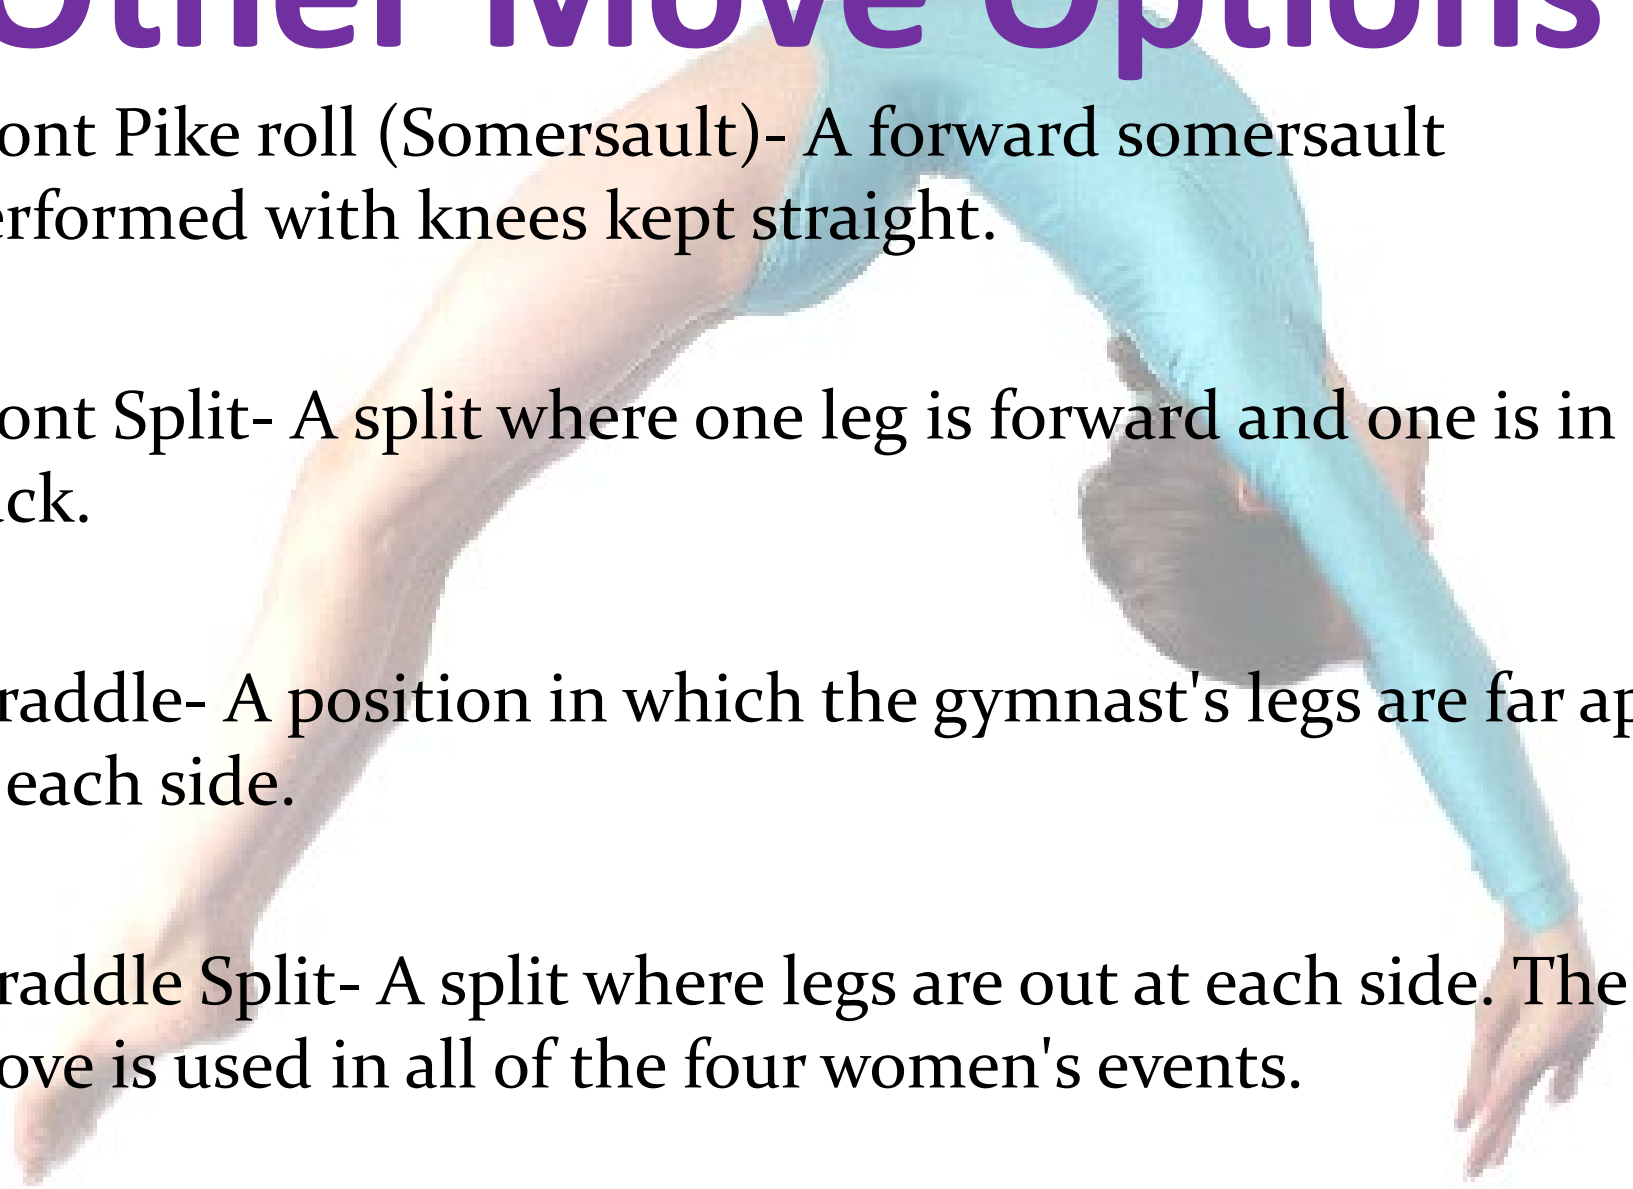 Other Move Options
ont Pike roll (Somersault)- A forward somersault
erformed with knees kept straight.
ont Split- A split where one leg is forward and one is in
ck.
raddle- A position in which the gymnast's legs are far ap
each side.
raddle Split- A split where legs are out at each side. The
ove is used in all of the four women's events.